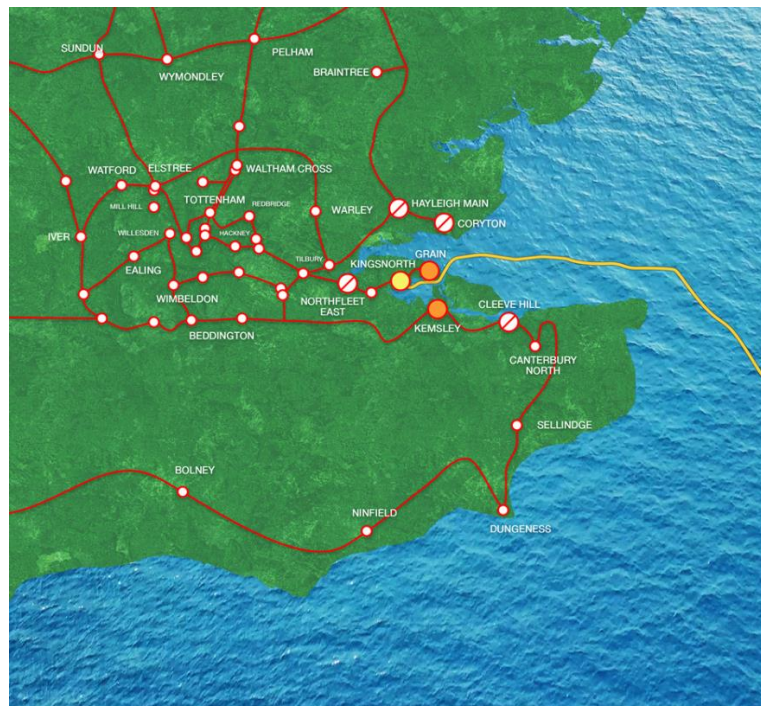 SUNDUN
PELHAM
WYMONDLEY
BRAINTREE
WATFORD
ELSTREE
WALTHAM CROSS
MILL HILL
TOTTENHAM
REDBRIDGE
WARLEY
HAYLEIGH MAIN
CORYTON
IVER
WILLESDEN
HACKNEY
EALING
TILBURY
KINGSNORTH
GRAIN
WIMBELDON
NORTHFLEET
EAST
CLEEVE HILL
BEDDINGTON
KEMSLEY
CANTERBURY
NORTH
SELLINDGE
BOLNEY
NINFIELD
DUNGENESS